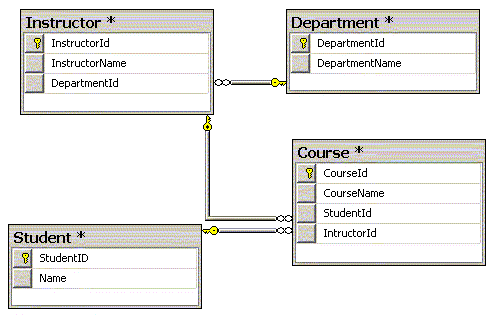 Instructor *
InstructorId
InstructorName
DepartmentId
Department *
DepartmentId
DepartmentName
Course *
CourseId
CourseName
StudentId
IntructorId
Student *
StudentID
Name